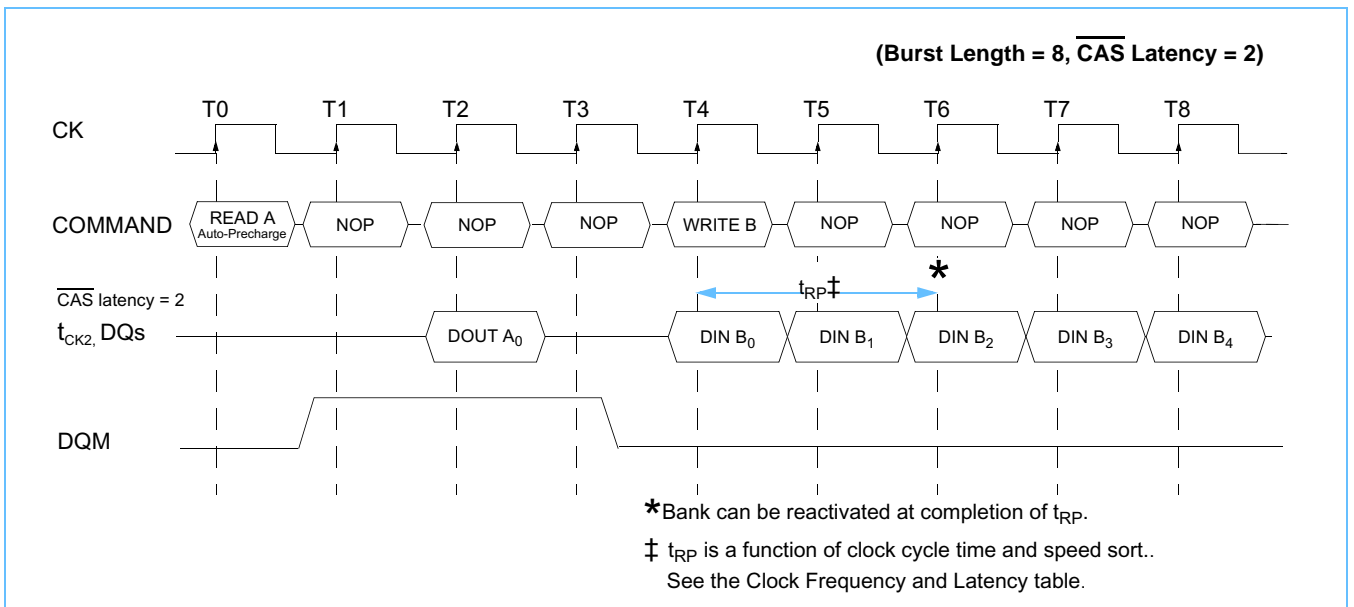 (Burst Length = 8, CAS Latency = 2)
T0 T1 T2 T3 T4 T5 T6 T7 T8
CK
COMMAND
READ A
Auto-Precharge
NOP NOP NOP WRITE B NOP NOP NOP NOP
*
tRP‡
CAS latency = 2
tCK2, DQs
DOUT A0 DIN B0 DIN B1 DIN B2 DIN B3 DIN B4
DQM
*Bank can be reactivated at completion of tRP.
‡ tRP is a function of clock cycle time and speed sort..
See the Clock Frequency and Latency table.